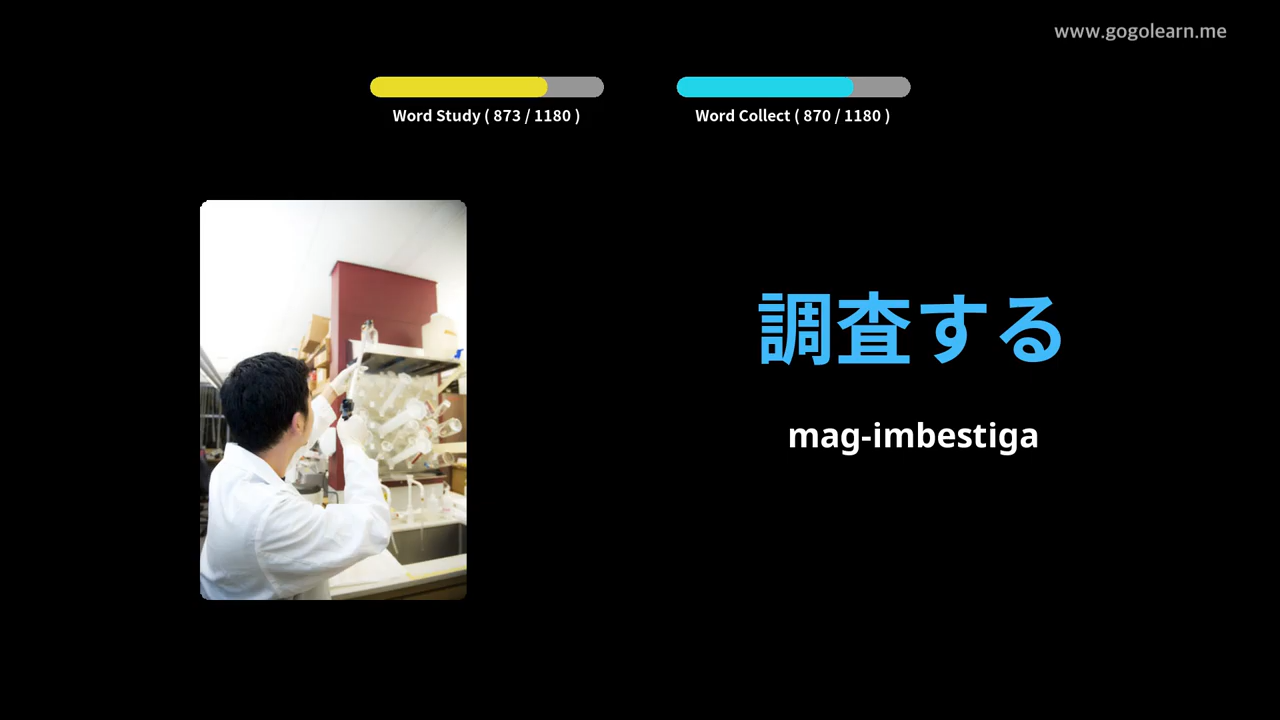 www.gogolearn.me
Word Study ( 873 / 1180 )
Word Collect ( 870 / 1180 )
調査する
mag-imbestiga